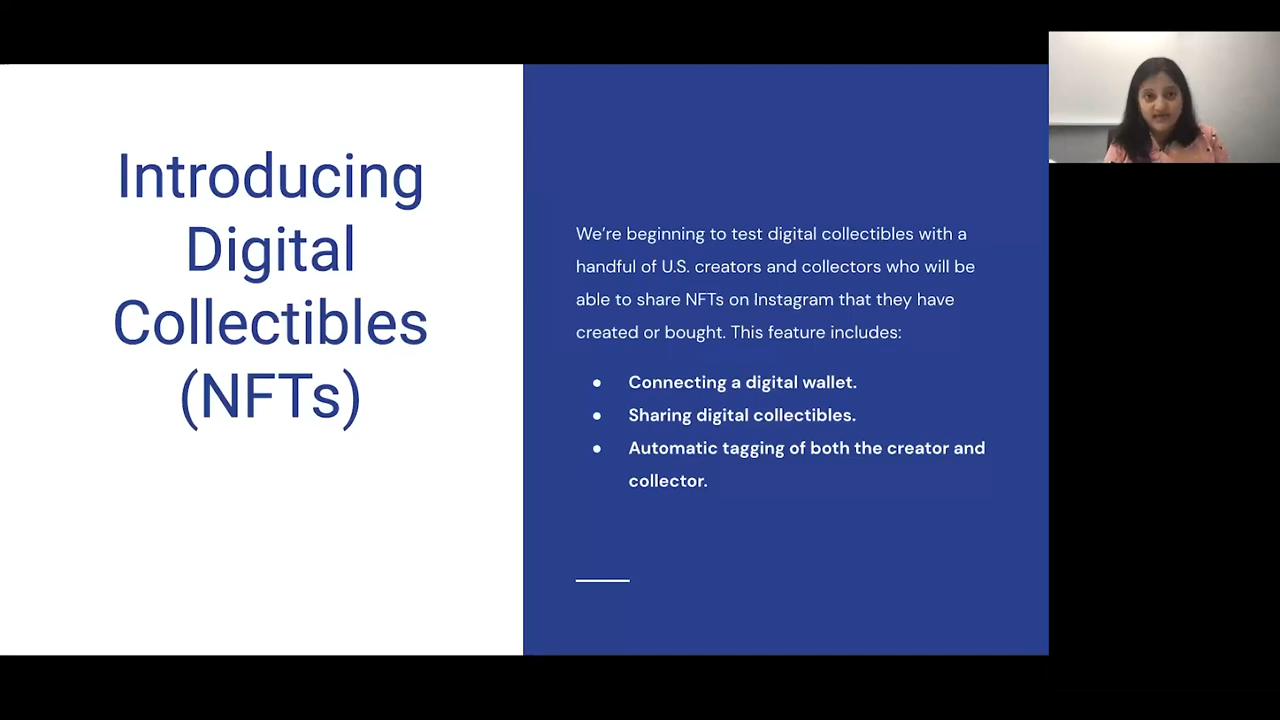 Introducing
Digital
Collectibles
(NFTs)
We’re beginning to test digital collectibles with a
handful of U.S. creators and collectors who will be
able to share NFTs on Instagram that they have
created or bought. This feature includes:
● Connecting a digital wallet.
● Sharing digital collectibles.
● Automatic tagging of both the creator and
collector.